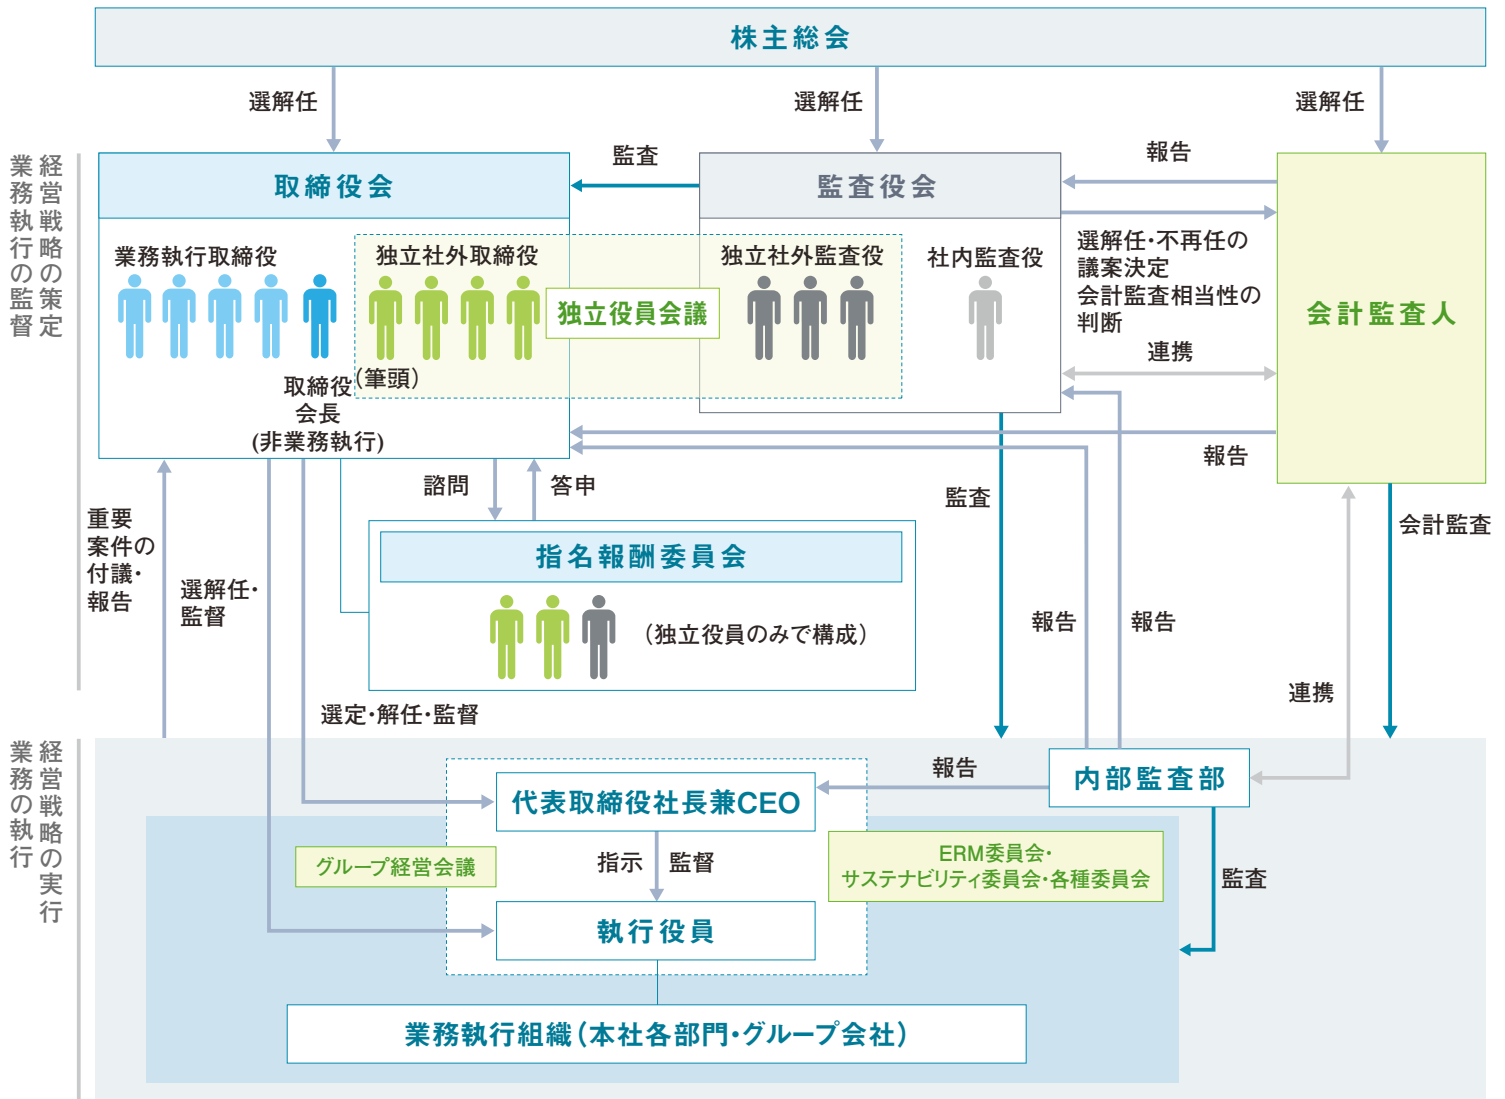 株主総会
選解任
選解任
選解任
経営戦略の策定
業務執行の監督
取締役会
監査
監査役会
報告
業務執行取締役
独立社外取締役
独立役員会議
独立社外監査役
社内監査役
選解任・不再任の
議案決定
会計監査相当性の
判断
会計監査人
連携
取締役
会長
(非業務執行)
(筆頭)
報告
諮問
答申
監査
会計監査
重要
案件の
付議・
報告
選解任・
監督
指名報酬委員会
(独立役員のみで構成)
報告
報告
連携
選定・解任・監督
経営戦略の実行
業務の執行
代表取締役社長兼CEO
報告
内部監査部
グループ経営会議
指示
監督
ERM委員会・
サステナビリティ委員会・各種委員会
監査
執行役員
業務執行組織(本社各部門・グループ会社)